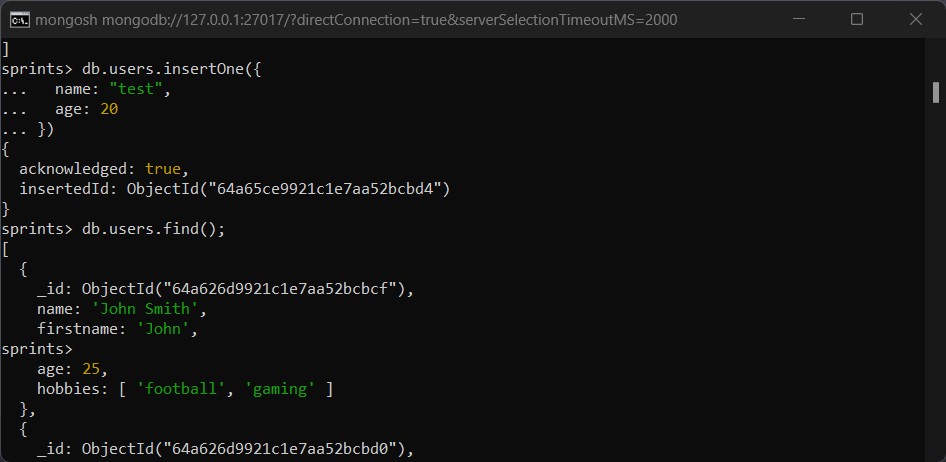 mongosh mongodb://127.0.0.1:27017/?directConnection=true&serverSelectionTimeoutMS=2000
]
sprints> db.users.insertOne({
...   name: "test",
...   age: 20
... })
{
  acknowledged: true,
  insertedId: ObjectId("64a65ce9921c1e7aa52bcbd4")
}
sprints> db.users.find();
[
  {
    _id: ObjectId("64a626d9921c1e7aa52bcbcf"),
    name: 'John Smith',
    firstname: 'John',
sprints>
    age: 25,
    hobbies: [ 'football', 'gaming' ]
  },
  {
    _id: ObjectId("64a626d9921c1e7aa52bcbd0"),